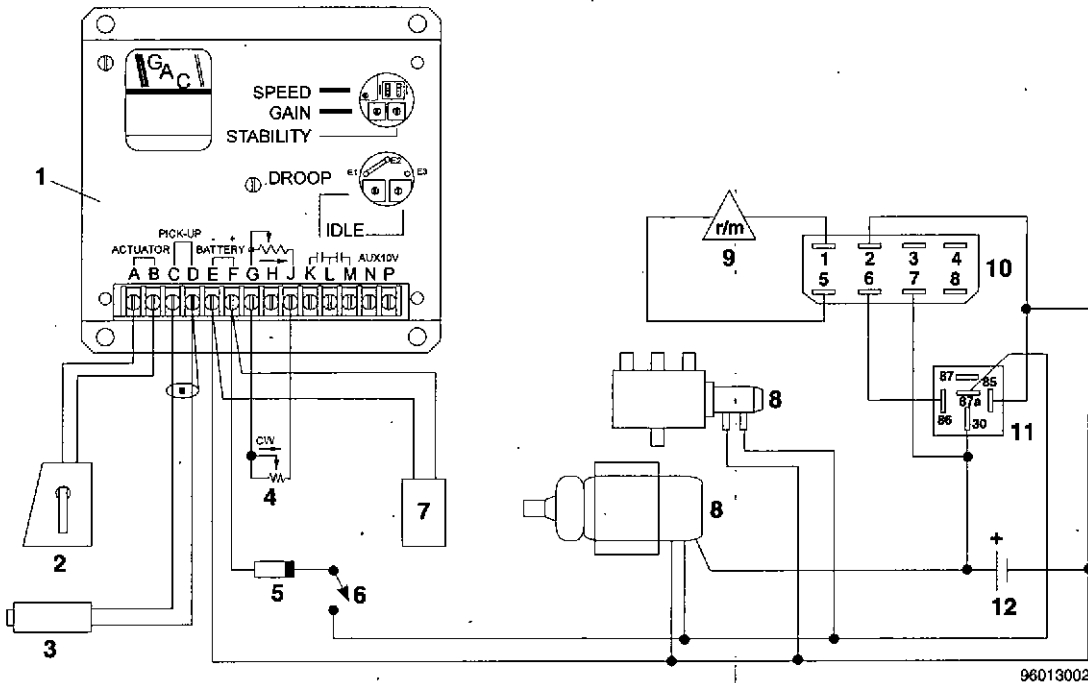 GAC
SPEED
GAIN
STABILITY
E1 E2 E3
DROOP
IDLE
1
PICK-UP
ACTUATOR BATTERY + AUX10V
A B C D E F G H J K L M N P
r/m
9
1 2 3 4
5 6 7 8
10
87 85
87a
86 30
11
8
CW
4
7
8
2
5
6
+
12
3
96013002